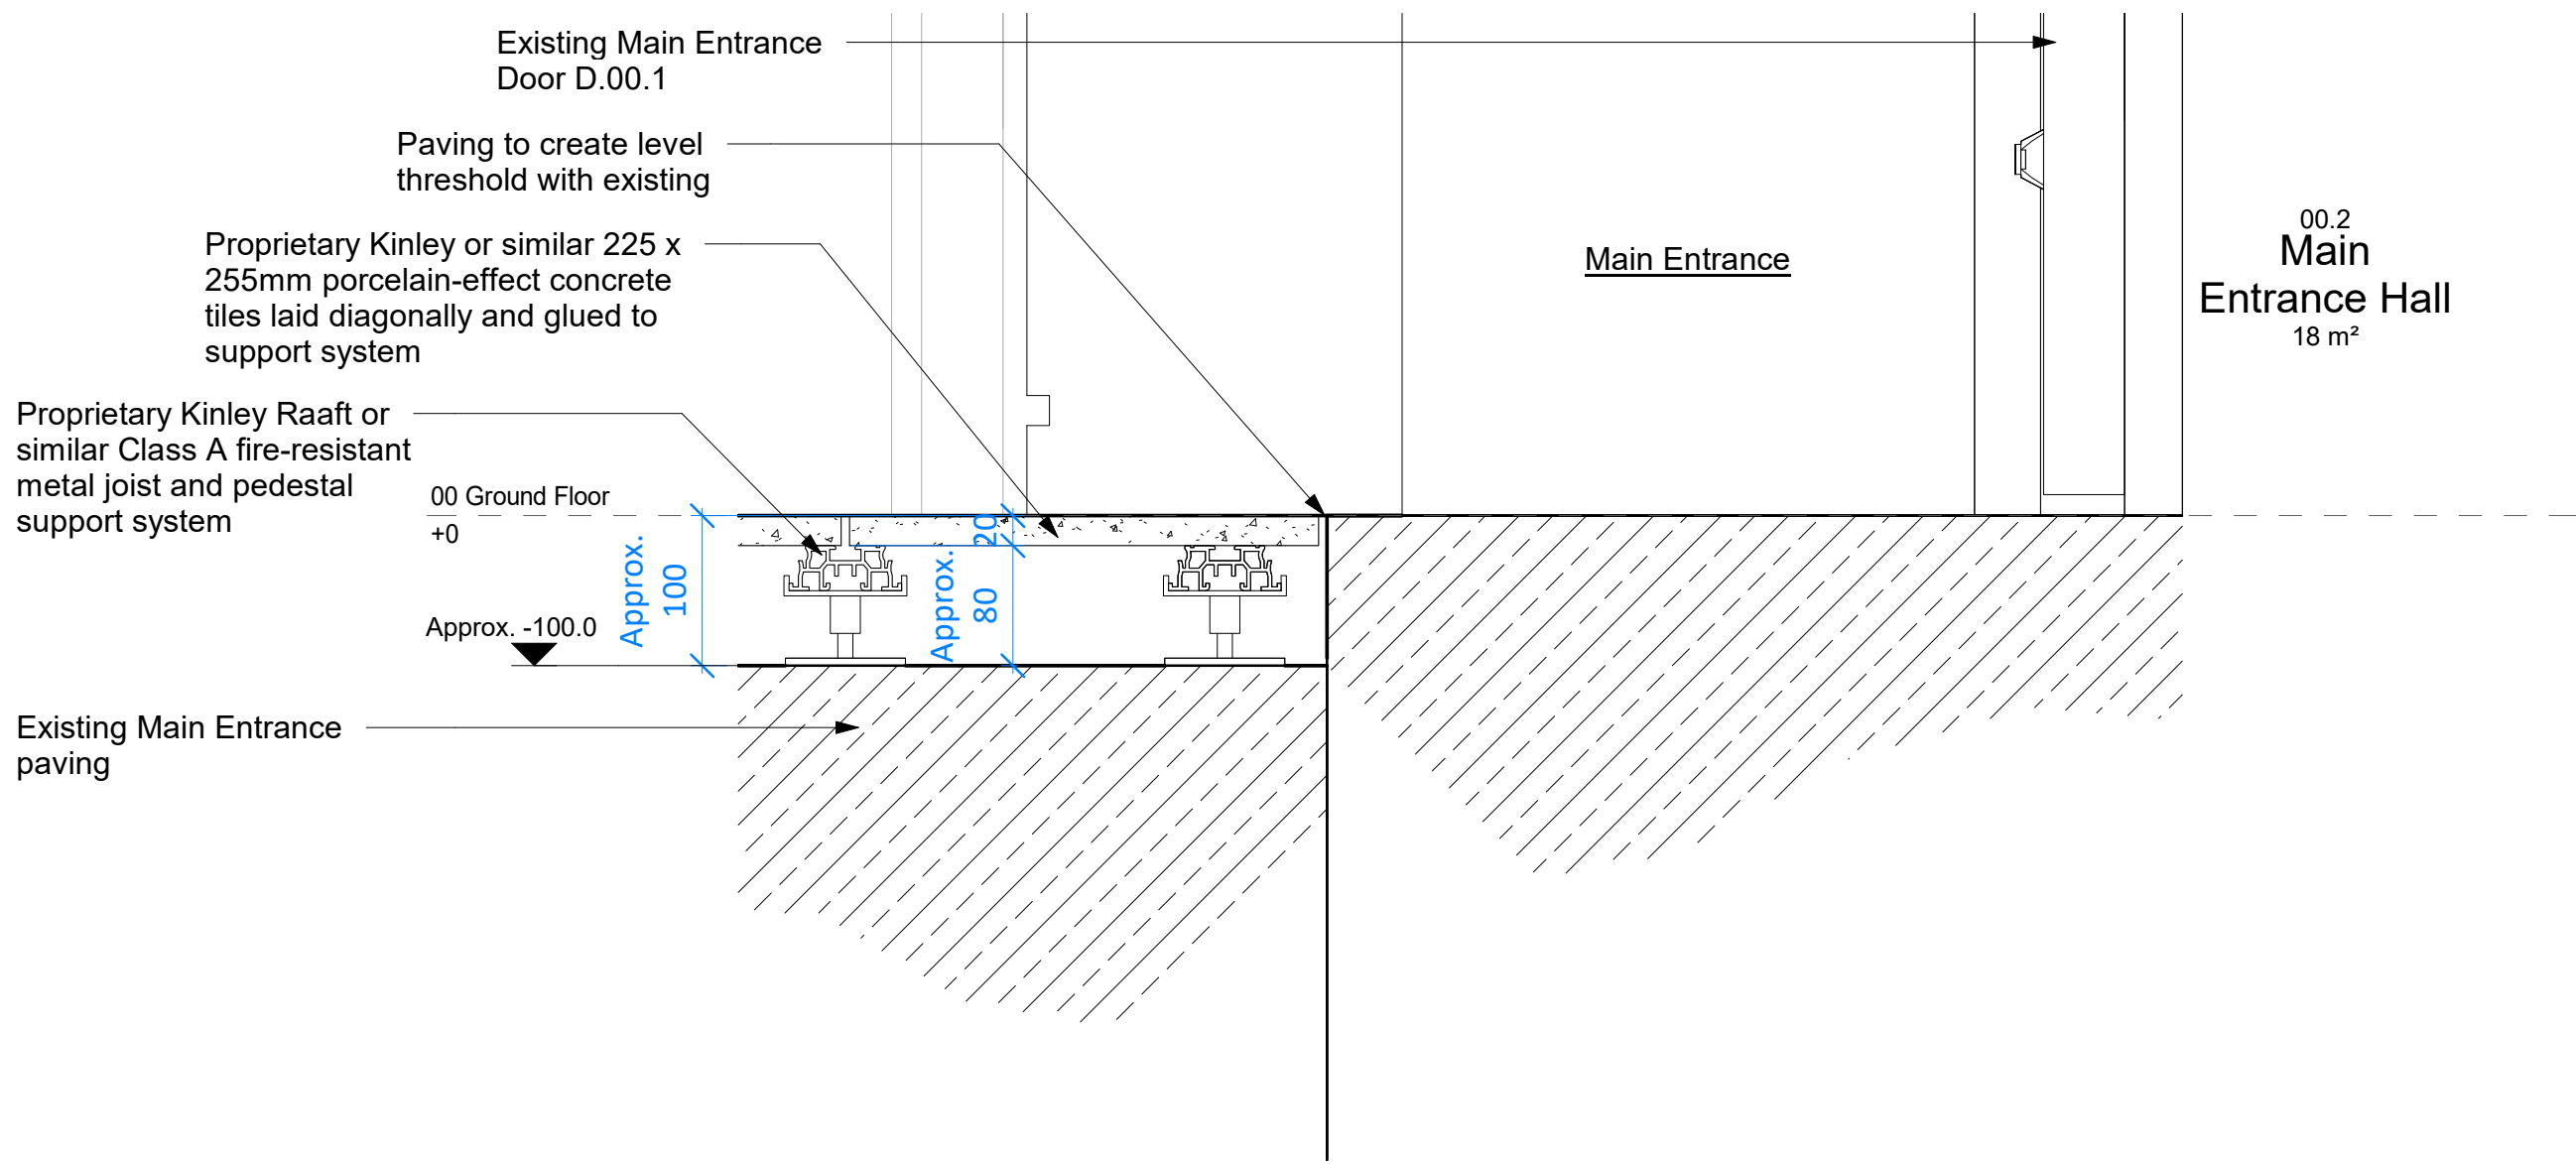 Existing Main Entrance
Door D.00.1
Paving to create level
threshold with existing
Proprietary Kinley or similar 225 x
255mm porcelain-effect concrete
tiles laid diagonally and glued to
support system
Main Entrance
00.2
Main
Entrance Hall
18 m²
Proprietary Kinley Raaft or
similar Class A fire-resistant
metal joist and pedestal
support system
00 Ground Floor
+0
Approx. -100.0
Approx.
100
20
Approx.
80
Existing Main Entrance
paving